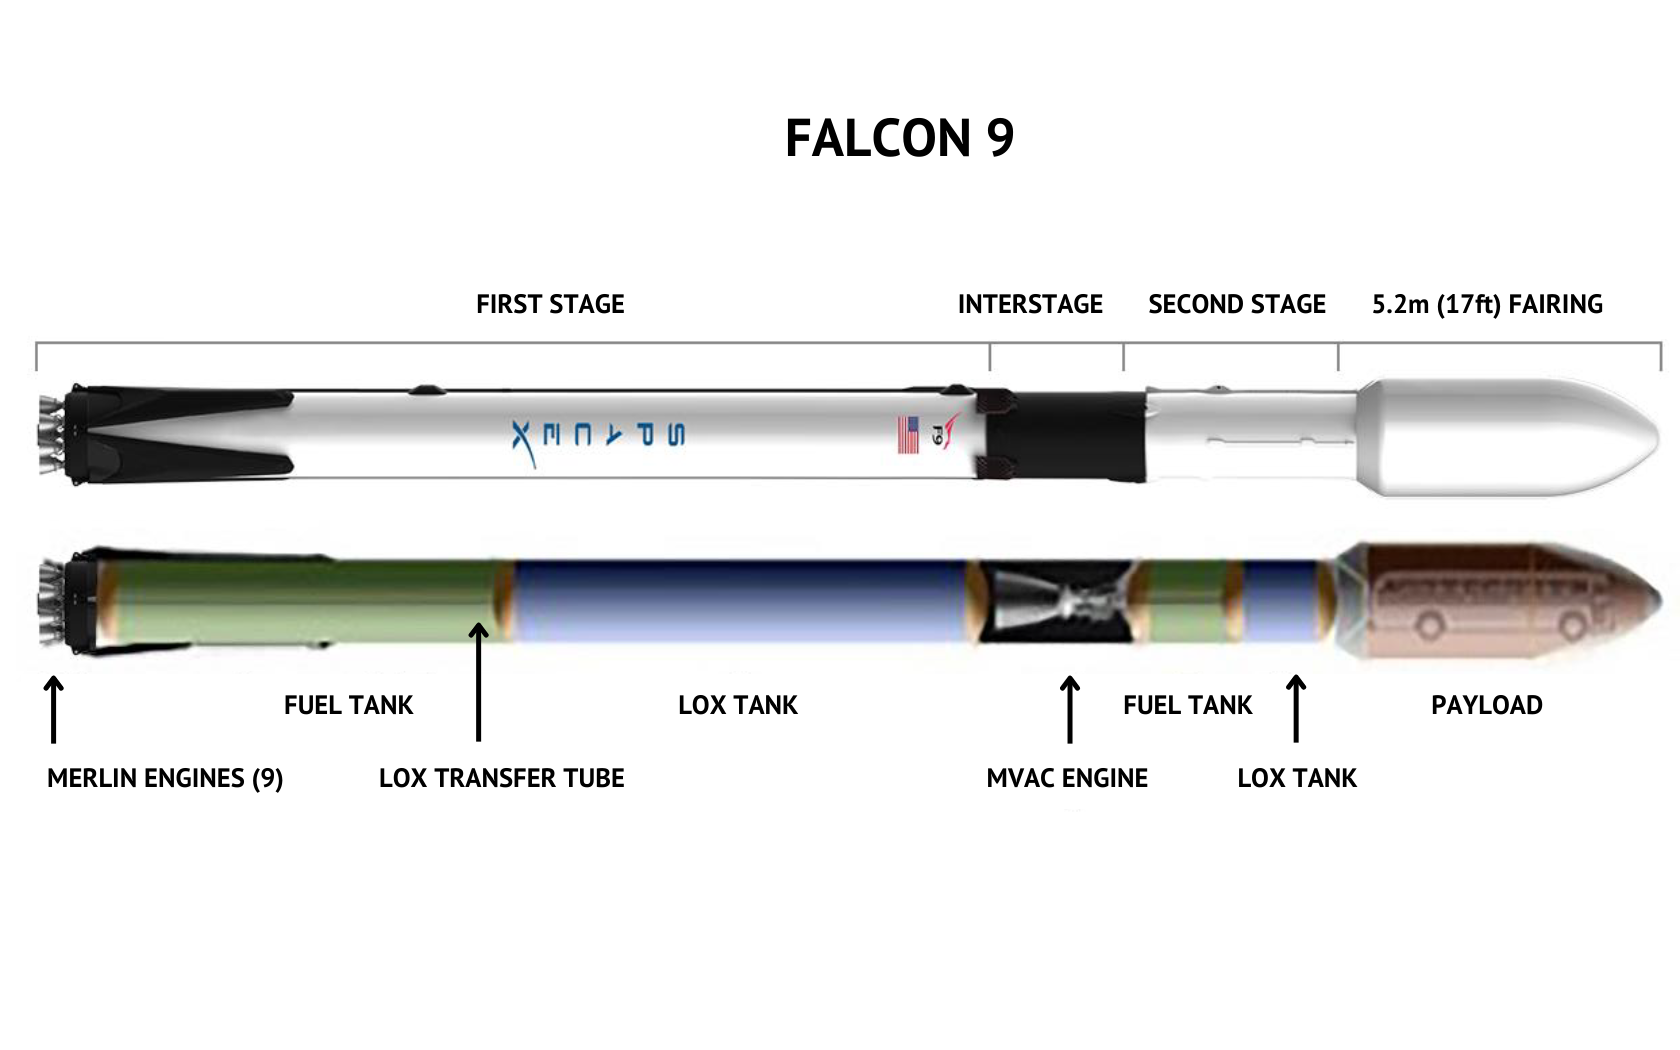 FALCON 9
FIRST STAGE
INTERSTAGE
SECOND STAGE
5.2m (17ft) FAIRING
SPACEX
F9
FUEL TANK
LOX TANK
FUEL TANK
PAYLOAD
MERLIN ENGINES (9)
LOX TRANSFER TUBE
MVAC ENGINE
LOX TANK